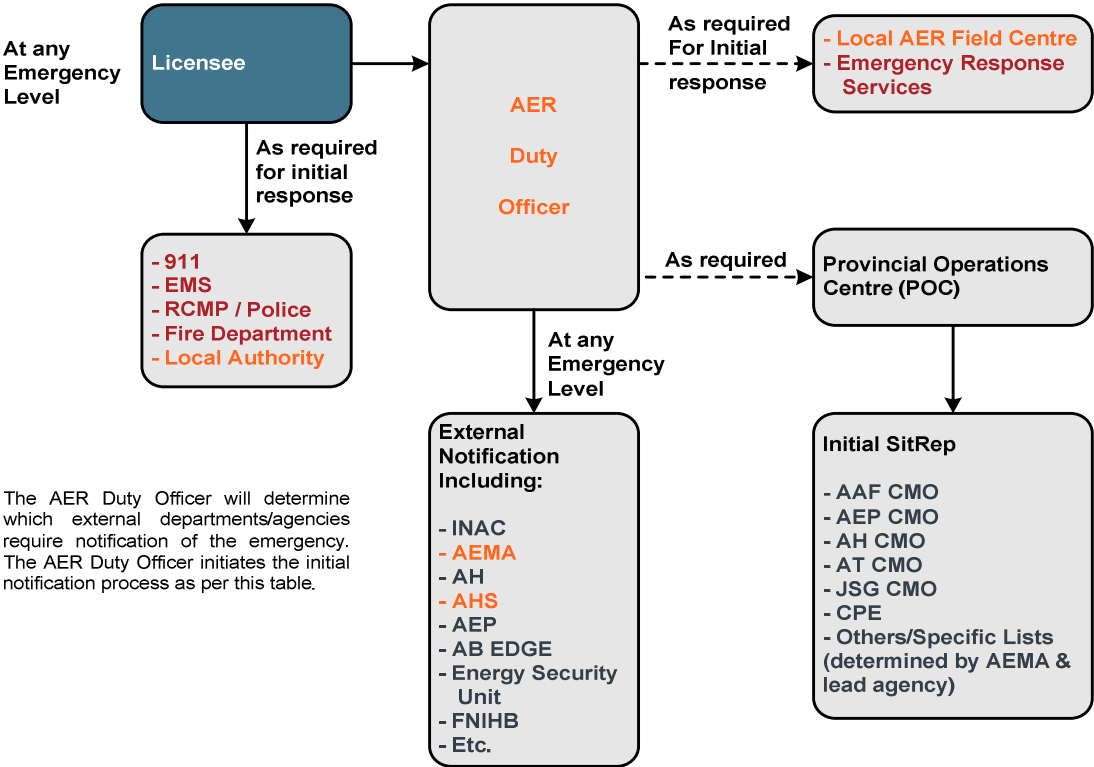 At any
Emergency
Level
Licensee
As required
for initial
response
- 911
- EMS
- RCMP / Police
- Fire Department
- Local Authority
AER
Duty
Officer
As required
For Initial
response
- Local AER Field Centre
- Emergency Response
Services
As required
Provincial Operations
Centre (POC)
At any
Emergency
Level
External
Notification
Including:
- INAC
- AEMA
- AH
- AHS
- AEP
- AB EDGE
- Energy Security
Unit
- FNIHB
- Etc.
Initial SitRep
- AAF CMO
- AEP CMO
- AH CMO
- AT CMO
- JSG CMO
- CPE
- Others/Specific Lists
(determined by AEMA &
lead agency)
The AER Duty Officer will determine
which external departments/agencies
require notification of the emergency.
The AER Duty Officer initiates the initial
notification process as per this table.